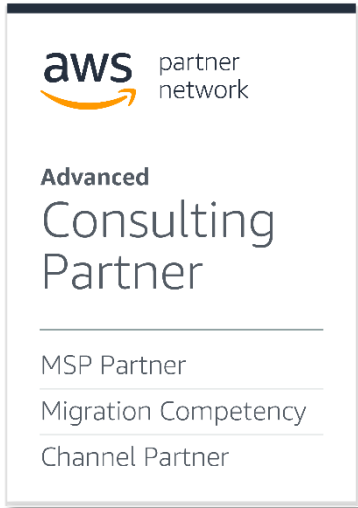 aws partner
network
Advanced
Consulting
Partner
MSP Partner
Migration Competency
Channel Partner